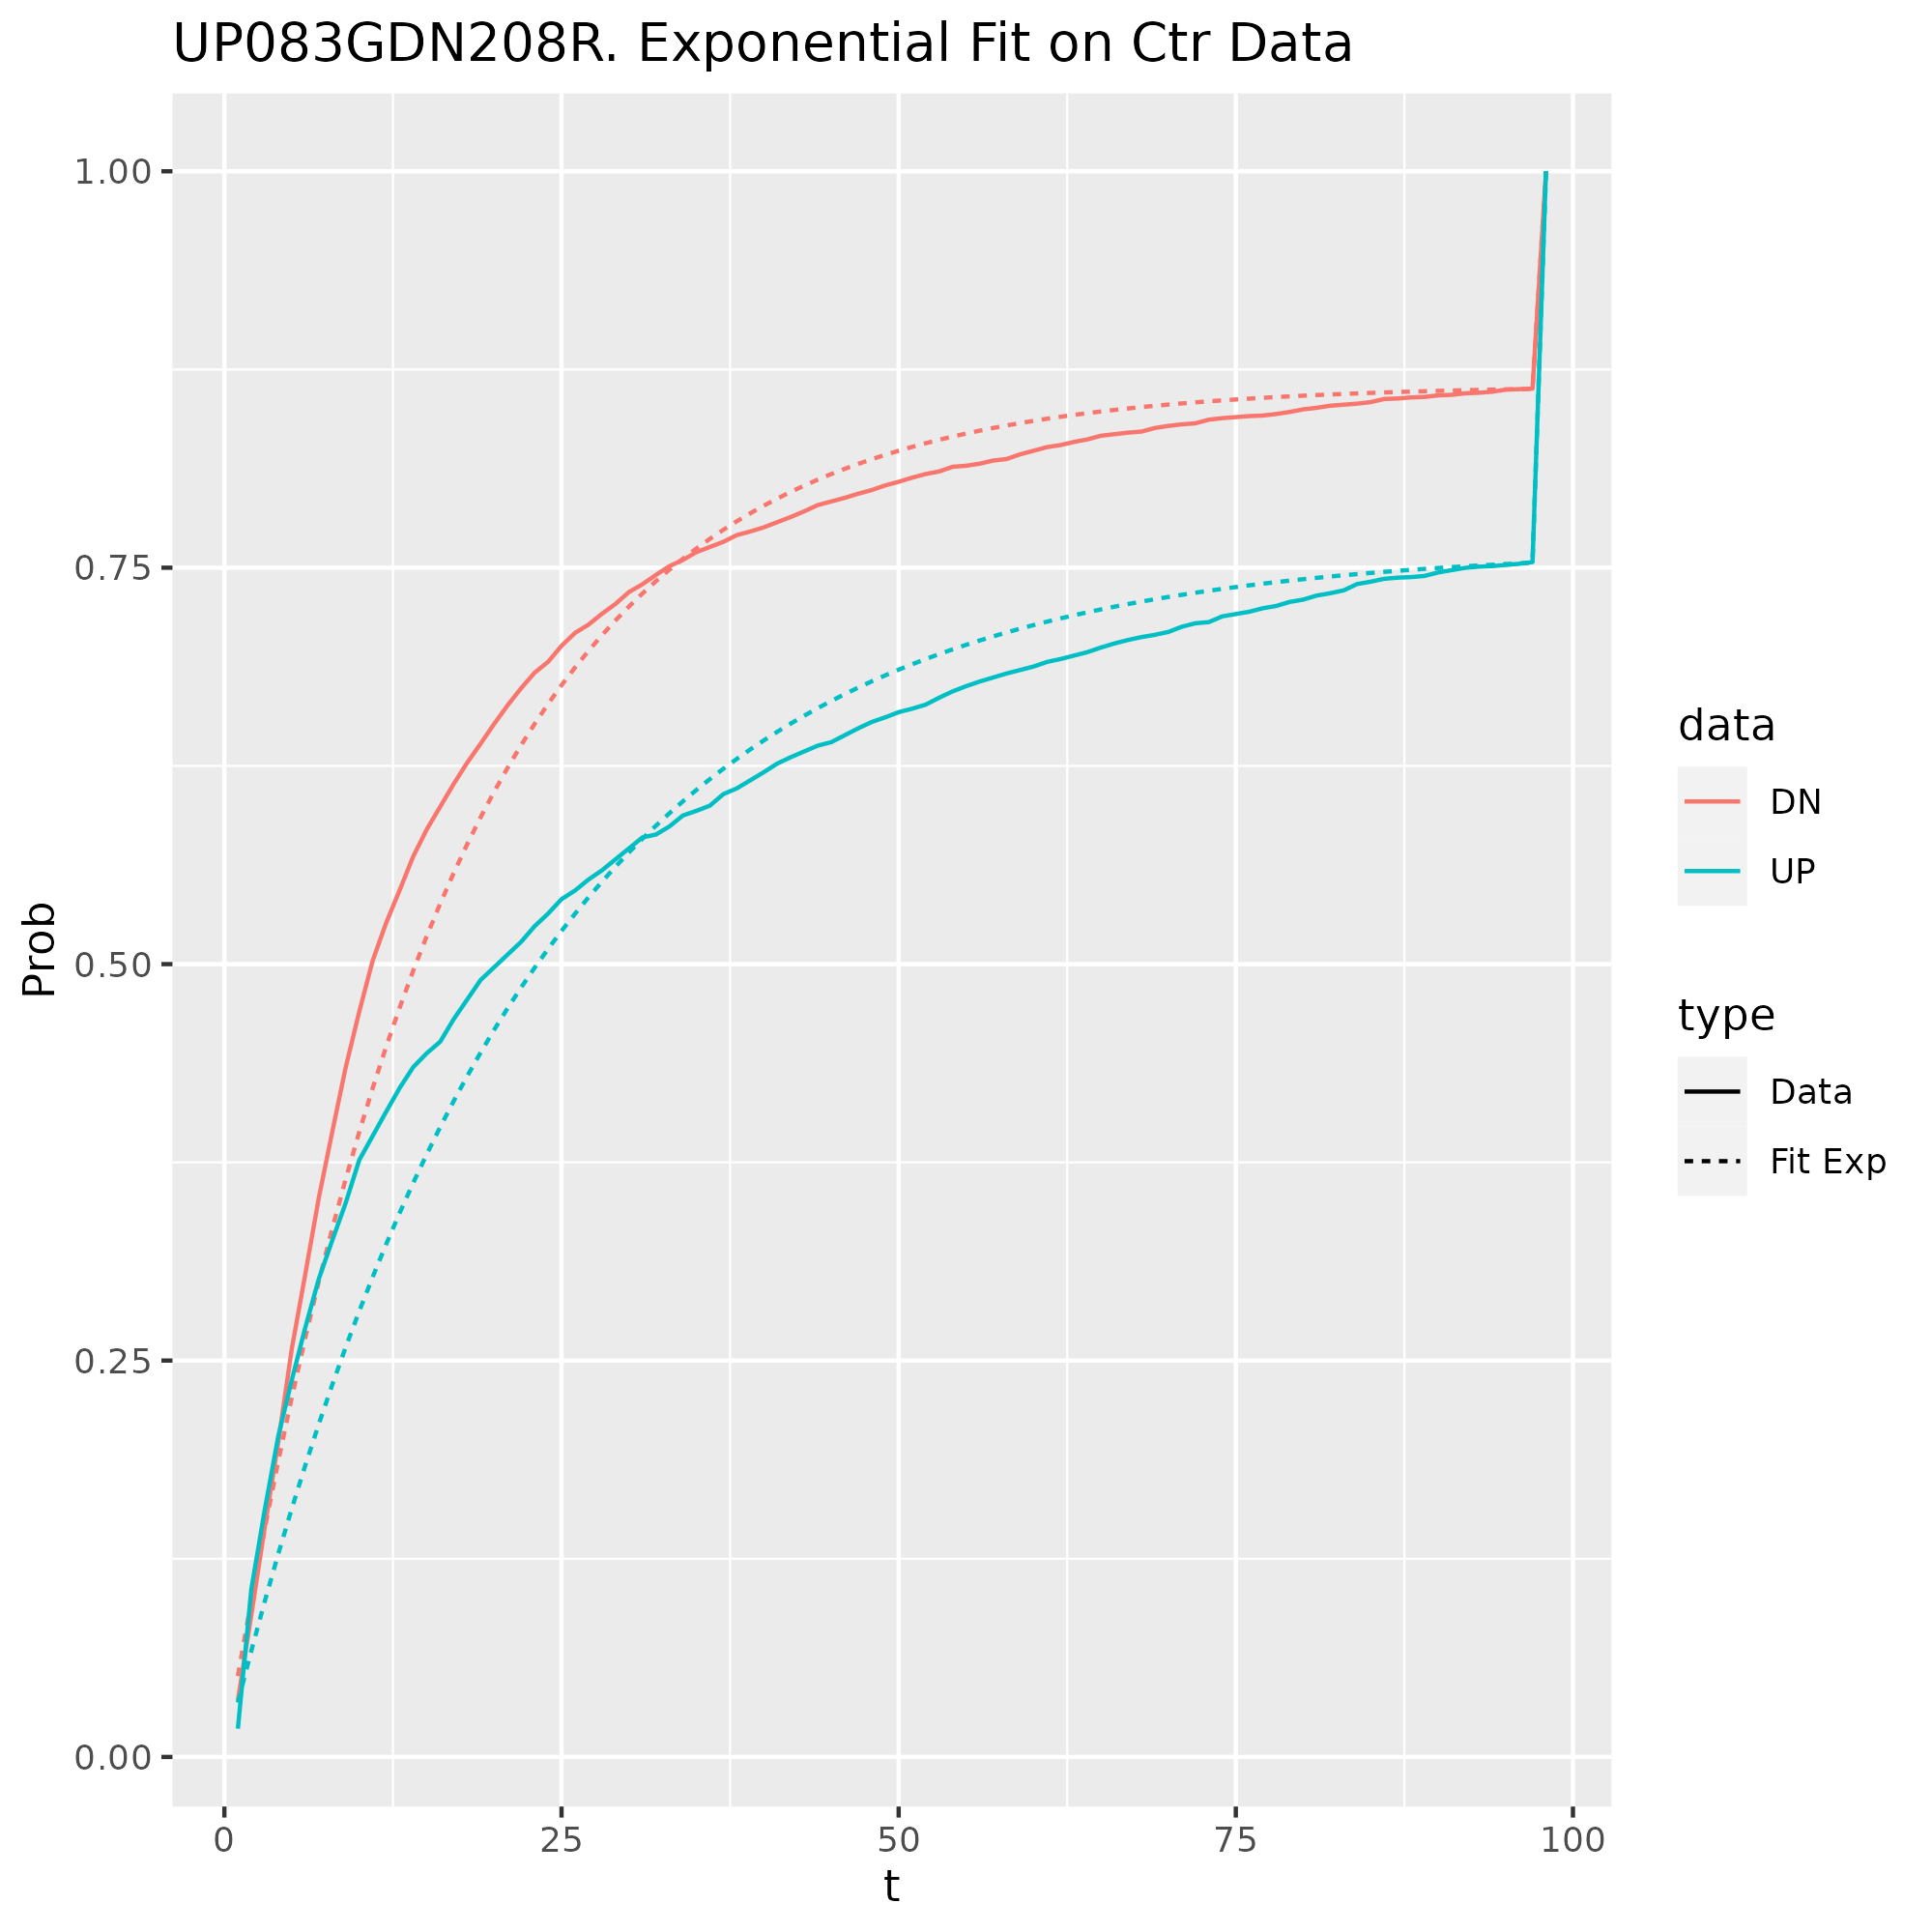 UP083GDN208R. Exponential Fit on Ctr Data
1.00
0.75
0.50
0.25
0.00
Prob
0 25 50 75 100
t
data
DN
UP
type
Data
Fit Exp